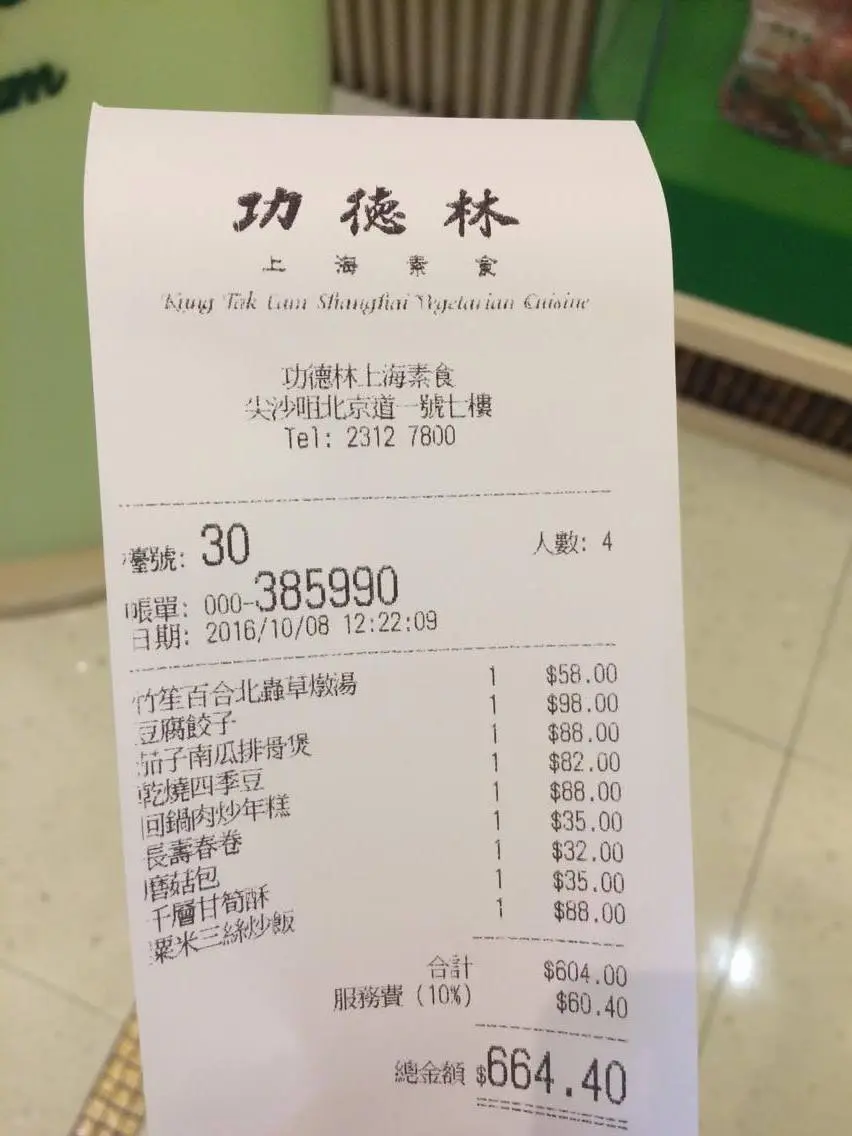 功德林
上海素食
Kung Tak Lam Shanghai Vegetarian Cuisine
功德林上海素食
尖沙咀北京道一號七樓
Tel: 2312 7800
檯號: 30 人數: 4
帳單: 000-385990
日期: 2016/10/08 12:22:09
竹笙百合北蟲草燉湯 1 $58.00
豆腐餃子 1 $98.00
茄子南瓜排骨煲 1 $88.00
乾燒四季豆 1 $82.00
回鍋肉炒年糕 1 $88.00
長壽春卷 1 $35.00
蘑菇包 1 $32.00
千層甘筍酥 1 $35.00
粟米三絲炒飯 1 $88.00
合計 $604.00
服務費 (10%) $60.40
總金額 $664.40